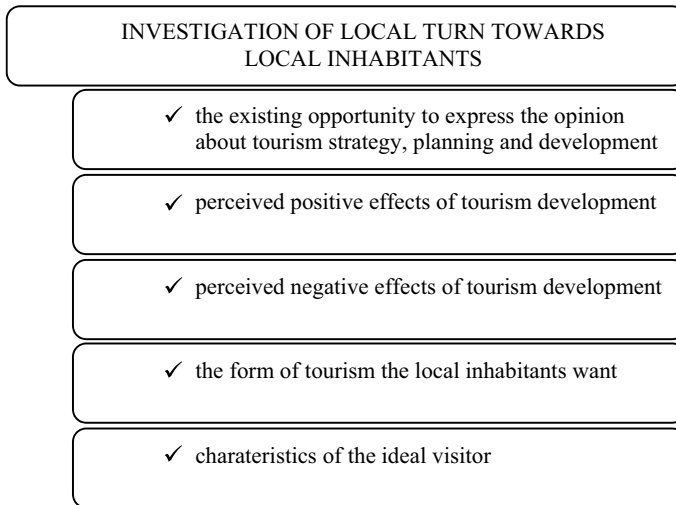 INVESTIGATION OF LOCAL TURN TOWARDS
LOCAL INHABITANTS
✓ the existing opportunity to express the opinion
about tourism strategy, planning and development
✓ perceived positive effects of tourism development
✓ perceived negative effects of tourism development
✓ the form of tourism the local inhabitants want
✓ charateristics of the ideal visitor